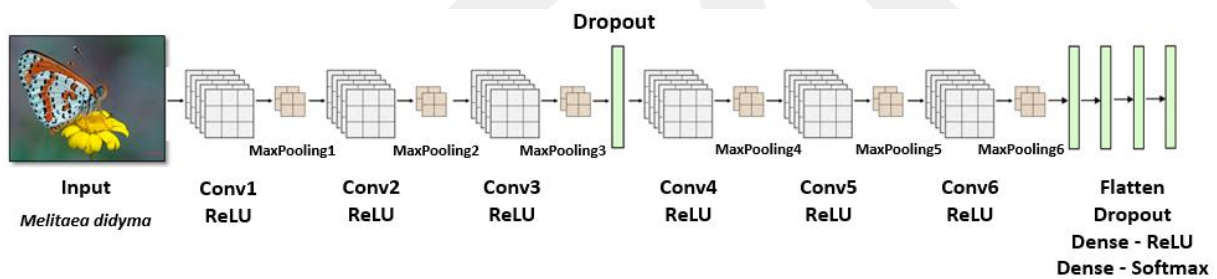 Dropout
MaxPooling1
MaxPooling2
MaxPooling3
MaxPooling4
MaxPooling5
MaxPooling6
Input
Conv1
Conv2
Conv3
Conv4
Conv5
Conv6
Flatten
Melitaea didyma
ReLU
ReLU
ReLU
ReLU
ReLU
ReLU
Dropout
Dense - ReLU
Dense - Softmax